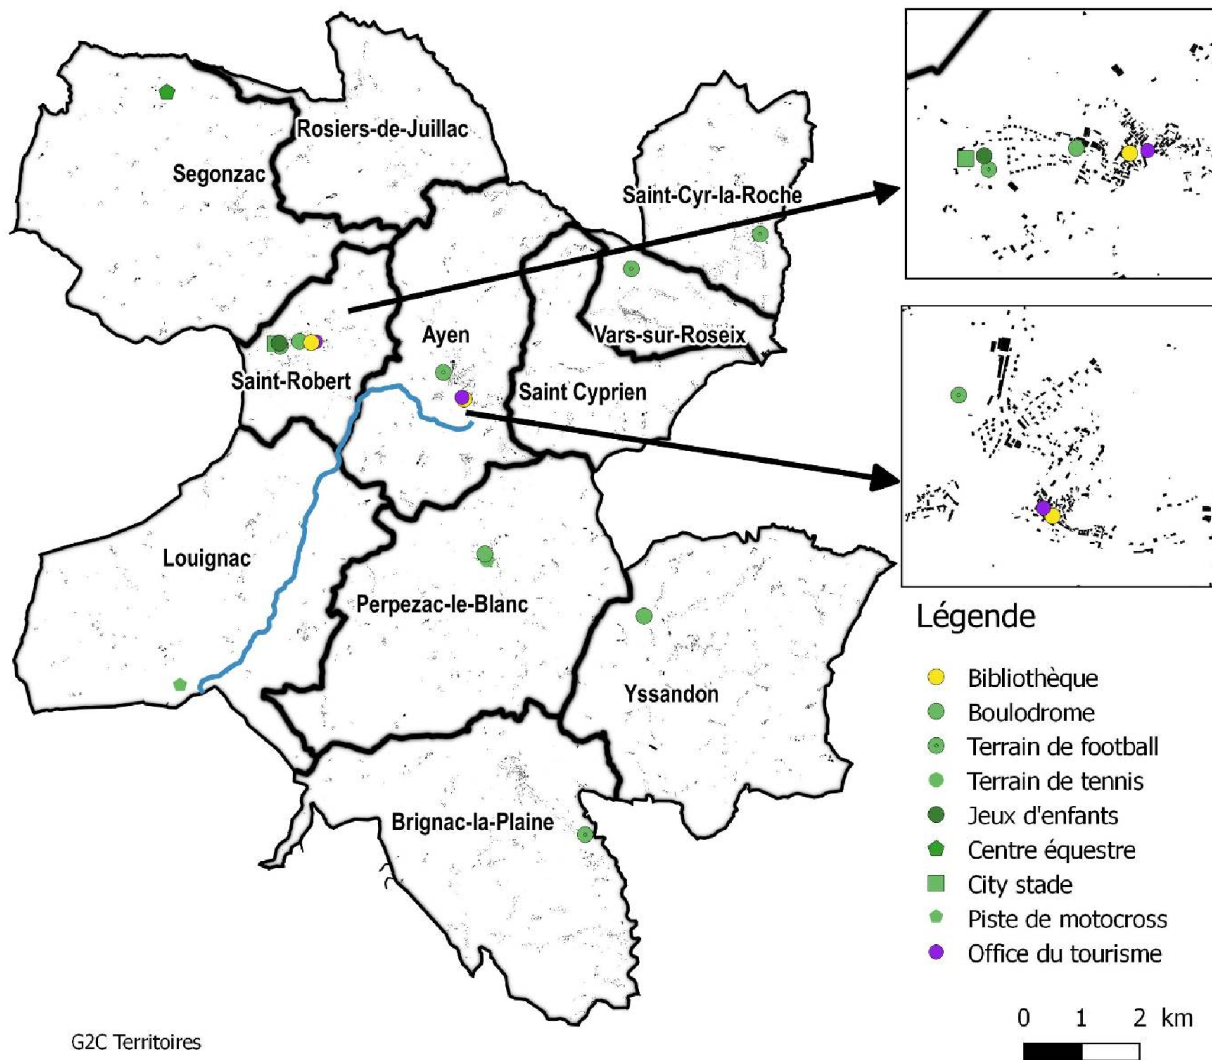 Rosiers-de-Juillac
Segonzac
Saint-Cyr-la-Roche
Ayen
Vars-sur-Roseix
Saint-Robert
Saint Cyprien
Louignac
Perpezac-le-Blanc
Yssandon
Brignac-la-Plaine
Légende
Bibliothèque
Boulodrome
Terrain de football
Terrain de tennis
Jeux d'enfants
Centre équestre
City stade
Piste de motocross
Office du tourisme
0 1 2 km
G2C Territoires